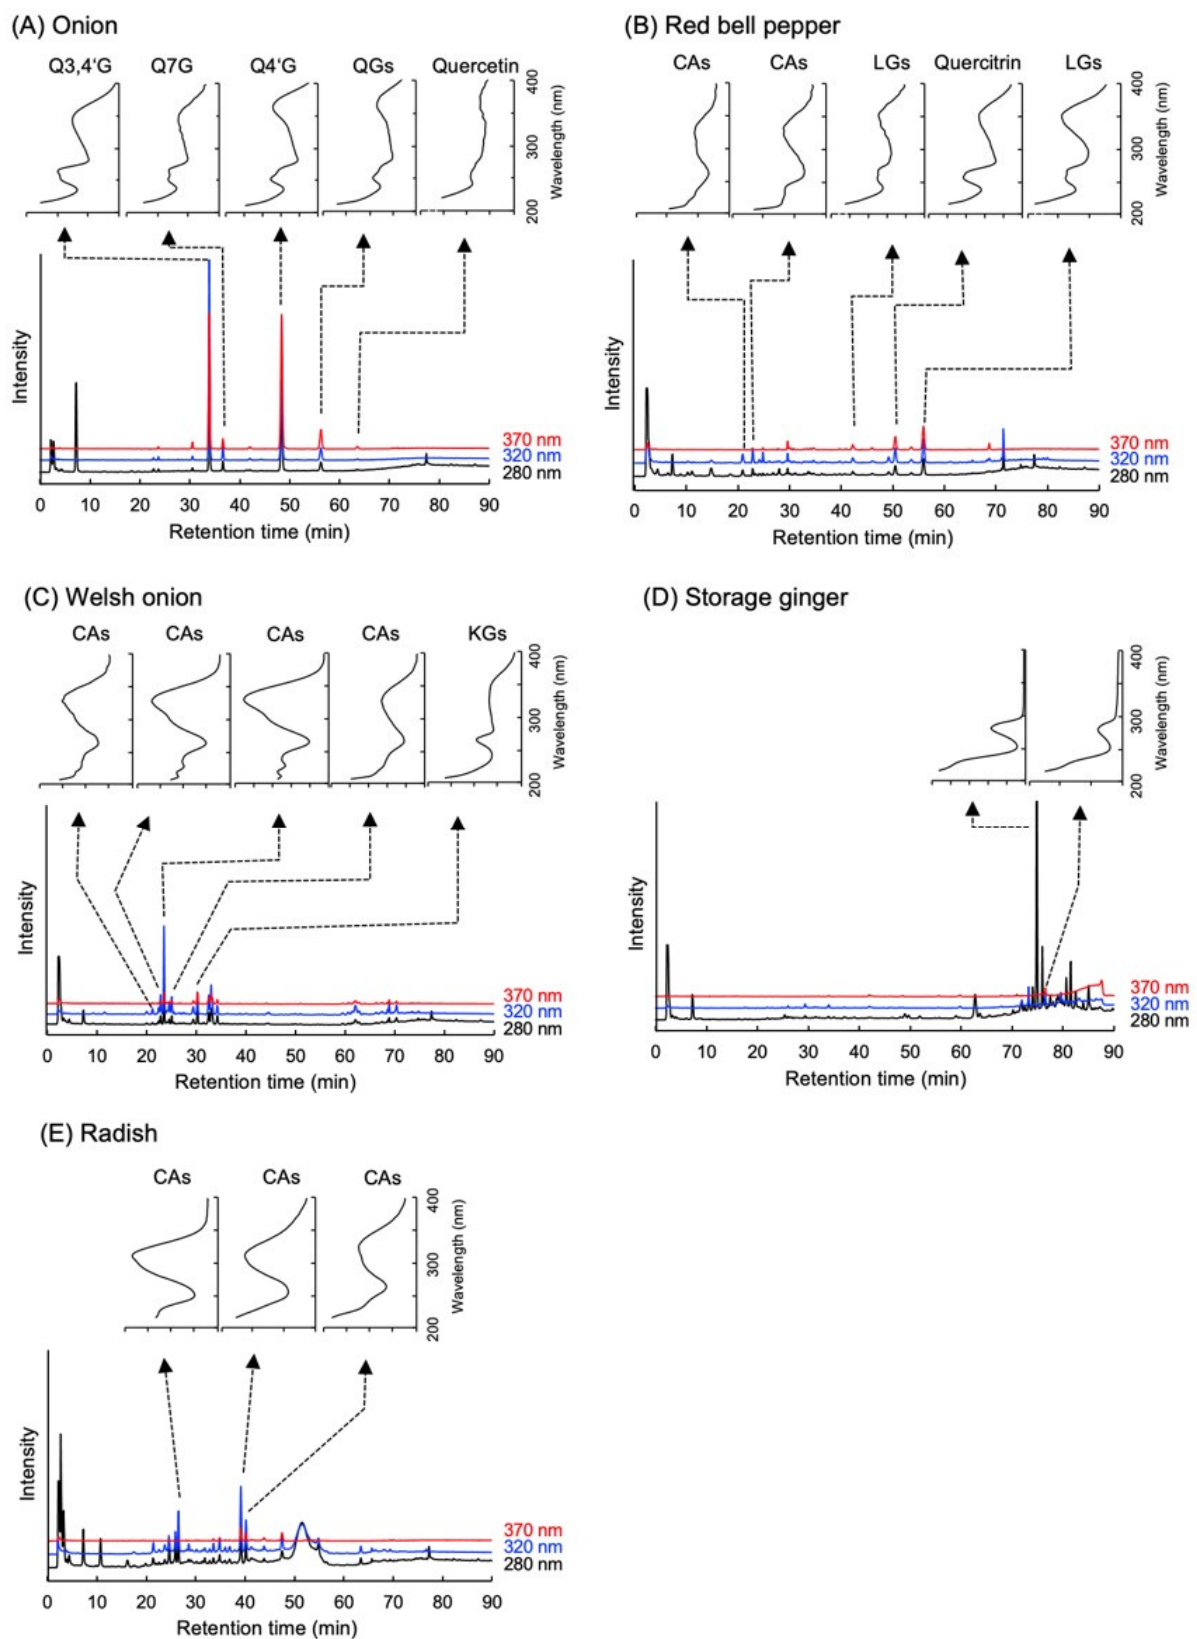 (A) Onion
Q3,4'G Q7G Q4'G QGs Quercetin
400
300
200
Wavelength (nm)
Intensity
370 nm
320 nm
280 nm
0 10 20 30 40 50 60 70 80 90
Retention time (min)
(B) Red bell pepper
CAs CAs LGs Quercitrin LGs
400
300
200
Wavelength (nm)
Intensity
370 nm
320 nm
280 nm
0 10 20 30 40 50 60 70 80 90
Retention time (min)
(C) Welsh onion
CAs CAs CAs CAs KGs
400
300
200
Wavelength (nm)
Intensity
370 nm
320 nm
280 nm
0 10 20 30 40 50 60 70 80 90
Retention time (min)
(D) Storage ginger
400
300
200
Wavelength (nm)
Intensity
370 nm
320 nm
280 nm
0 10 20 30 40 50 60 70 80 90
Retention time (min)
(E) Radish
CAs CAs CAs
400
300
200
Wavelength (nm)
Intensity
370 nm
320 nm
280 nm
0 10 20 30 40 50 60 70 80 90
Retention time (min)